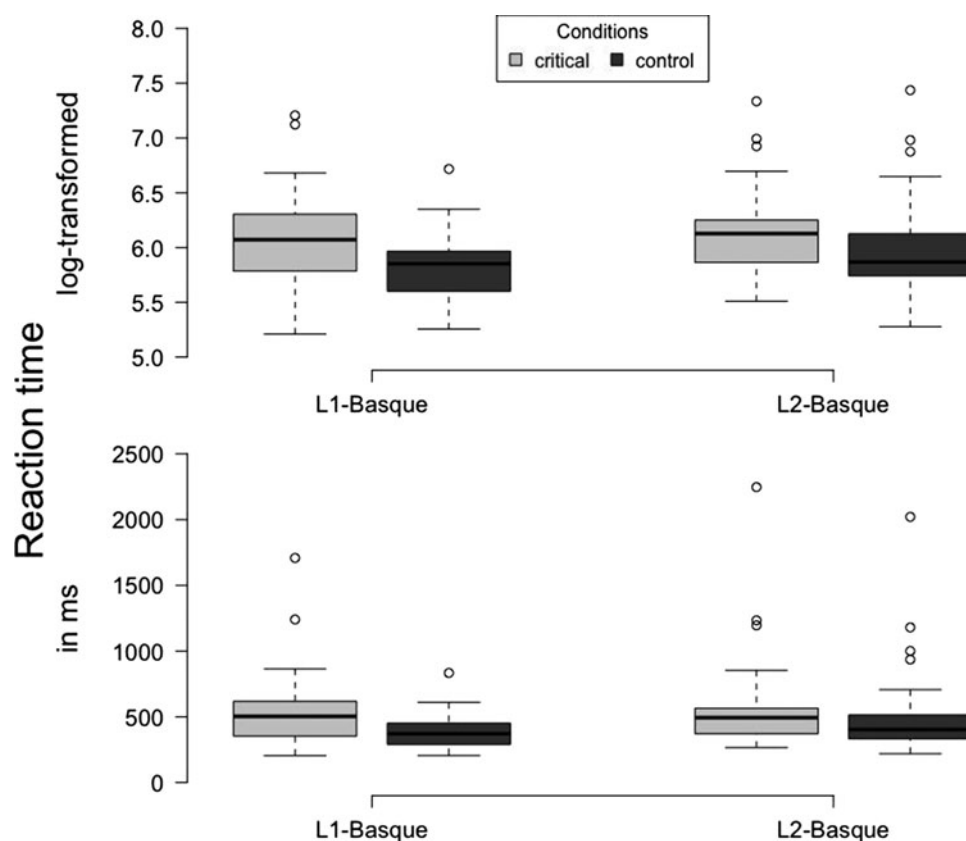 Reaction time
log-transformed
8.0
7.5
7.0
6.5
6.0
5.5
5.0
Conditions
critical control
L1-Basque L2-Basque
in ms
2500
2000
1500
1000
500
0
L1-Basque L2-Basque